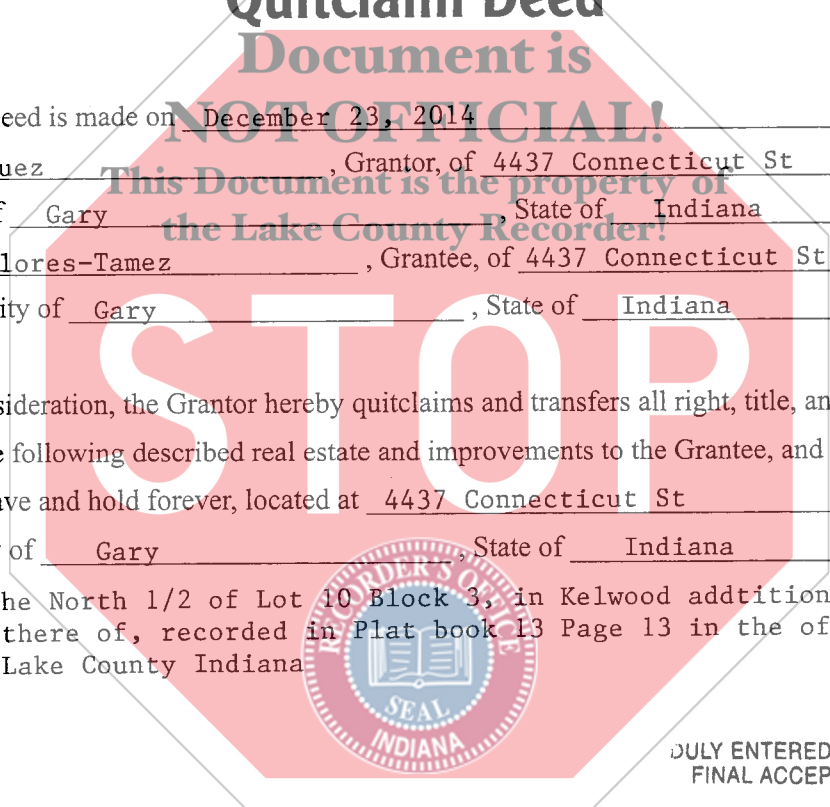 Quitclaim Deed
Document is
eed is made on December 23, 2014
NOT OFFICIAL!
uez , Grantor, of 4437 Connecticut St
This Document is the property of
f Gary , State of Indiana
the Lake County Recorder!
lores-Tamez , Grantee, of 4437 Connecticut St
ity of Gary , State of Indiana
STOP
sideration, the Grantor hereby quitclaims and transfers all right, title, an
e following described real estate and improvements to the Grantee, and
ave and hold forever, located at 4437 Connecticut St
of Gary , State of Indiana
he North 1/2 of Lot 10 Block 3, in Kelwood addtition
there of, recorded in Plat book 13 Page 13 in the of
Lake County Indiana
RECORDER'S OFFICE
SEAL
INDIANA
DULY ENTERED
FINAL ACCEP